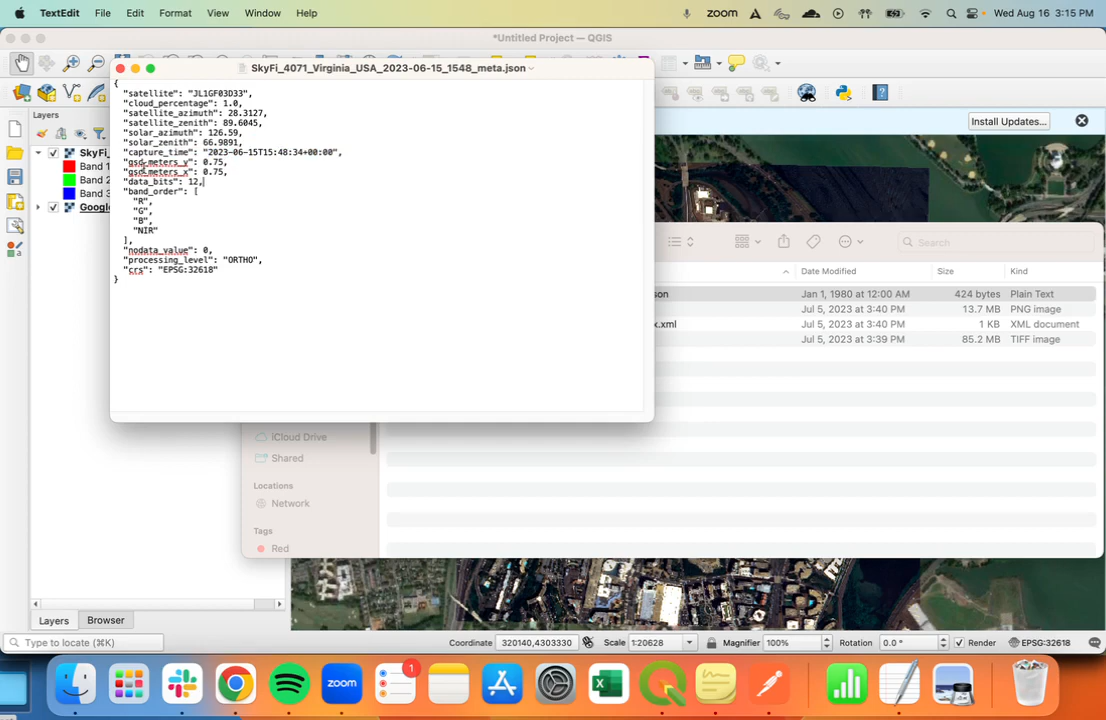 TextEdit File Edit Format View Window Help zoom Wed Aug 16 3:15 PM
*Untitled Project — QGIS
SkyFi_4071_Virginia_USA_2023-06-15_1548_meta.json
{
"satellite": "JL1GF03D33",
"cloud_percentage": 1.0,
"satellite_azimuth": 28.3127,
"satellite_zenith": 89.6045,
"solar_azimuth": 126.59,
"solar_zenith": 66.9891,
"capture_time": "2023-06-15T15:48:34+00:00",
"gsd_meters_y": 0.75,
"gsd_meters_x": 0.75,
"data_bits": 12,
"band_order": [
"R",
"G",
"B",
"NIR"
],
"nodata_value": 0,
"processing_level": "ORTHO",
"crs": "EPSG:32618"
}
Install Updates...
Layers
SkyFi_
Band 1
Band 2
Band 3
Google
Search
Date Modified Size Kind
son Jan 1, 1980 at 12:00 AM 424 bytes Plain Text
Jul 5, 2023 at 3:40 PM 13.7 MB PNG image
x.xml Jul 5, 2023 at 3:40 PM 1 KB XML document
Jul 5, 2023 at 3:39 PM 85.2 MB TIFF image
iCloud Drive
Shared
Locations
Network
Tags
Red
Layers Browser
Type to locate (⌘K) Coordinate 320140,4303330 Scale 1:20628 Magnifier 100% Rotation 0.0 ° Render EPSG:32618
1
zoom